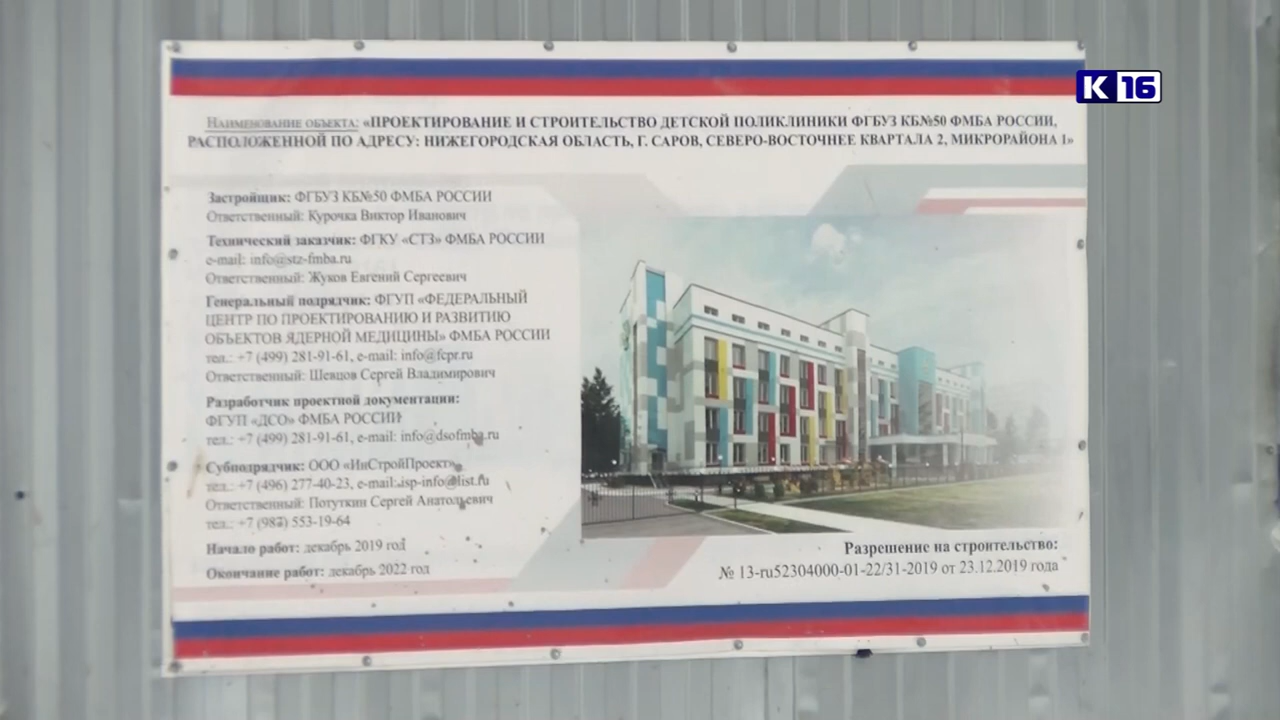 К 16
Наименование объекта: «ПРОЕКТИРОВАНИЕ И СТРОИТЕЛЬСТВО ДЕТСКОЙ ПОЛИКЛИНИКИ ФГБУЗ КБ№50 ФМБА РОССИИ,
РАСПОЛОЖЕННОЙ ПО АДРЕСУ: НИЖЕГОРОДСКАЯ ОБЛАСТЬ, Г. САРОВ, СЕВЕРО-ВОСТОЧНЕЕ КВАРТАЛА 2, МИКРОРАЙОНА 1»
Застройщик: ФГБУЗ КБ№50 ФМБА РОССИИ
Ответственный: Курочка Виктор Иванович
Технический заказчик: ФГКУ «СТЗ» ФМБА РОССИИ
e-mail: info@stz-fmba.ru
Ответственный: Жуков Евгений Сергеевич
Генеральный подрядчик: ФГУП «ФЕДЕРАЛЬНЫЙ
ЦЕНТР ПО ПРОЕКТИРОВАНИЮ И РАЗВИТИЮ
ОБЪЕКТОВ ЯДЕРНОЙ МЕДИЦИНЫ» ФМБА РОССИИ
тел.: +7 (499) 281-91-61, e-mail: info@fcpr.ru
Ответственный: Шевцов Сергей Владимирович
Разработчик проектной документации:
ФГУП «ДСО» ФМБА РОССИИ
тел.: +7 (499) 281-91-61, e-mail: info@dsofmba.ru
Субподрядчик: ООО «ИнСтройПроект»
тел.: +7 (496) 277-40-23, e-mail: isp-info@list.ru
Ответственный: Потуткин Сергей Анатольевич
тел.: +7 (987) 553-19-64
Начало работ: декабрь 2019 год
Окончание работ: декабрь 2022 год
Разрешение на строительство:
№ 13-ru52304000-01-22/31-2019 от 23.12.2019 года